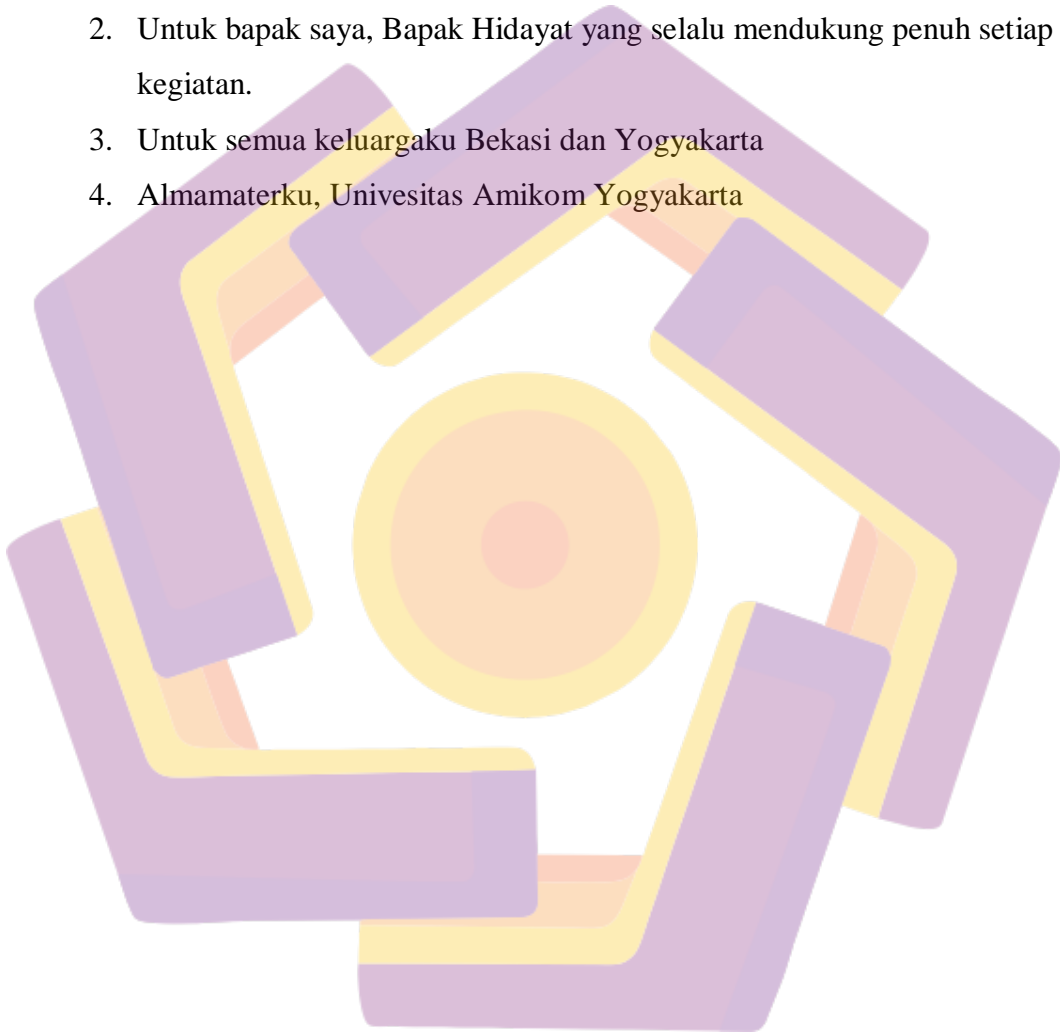 2. Untuk bapak saya, Bapak Hidayat yang selalu mendukung penuh setiap
kegiatan.
3. Untuk semua keluargaku Bekasi dan Yogyakarta
4. Almamaterku, Univesitas Amikom Yogyakarta